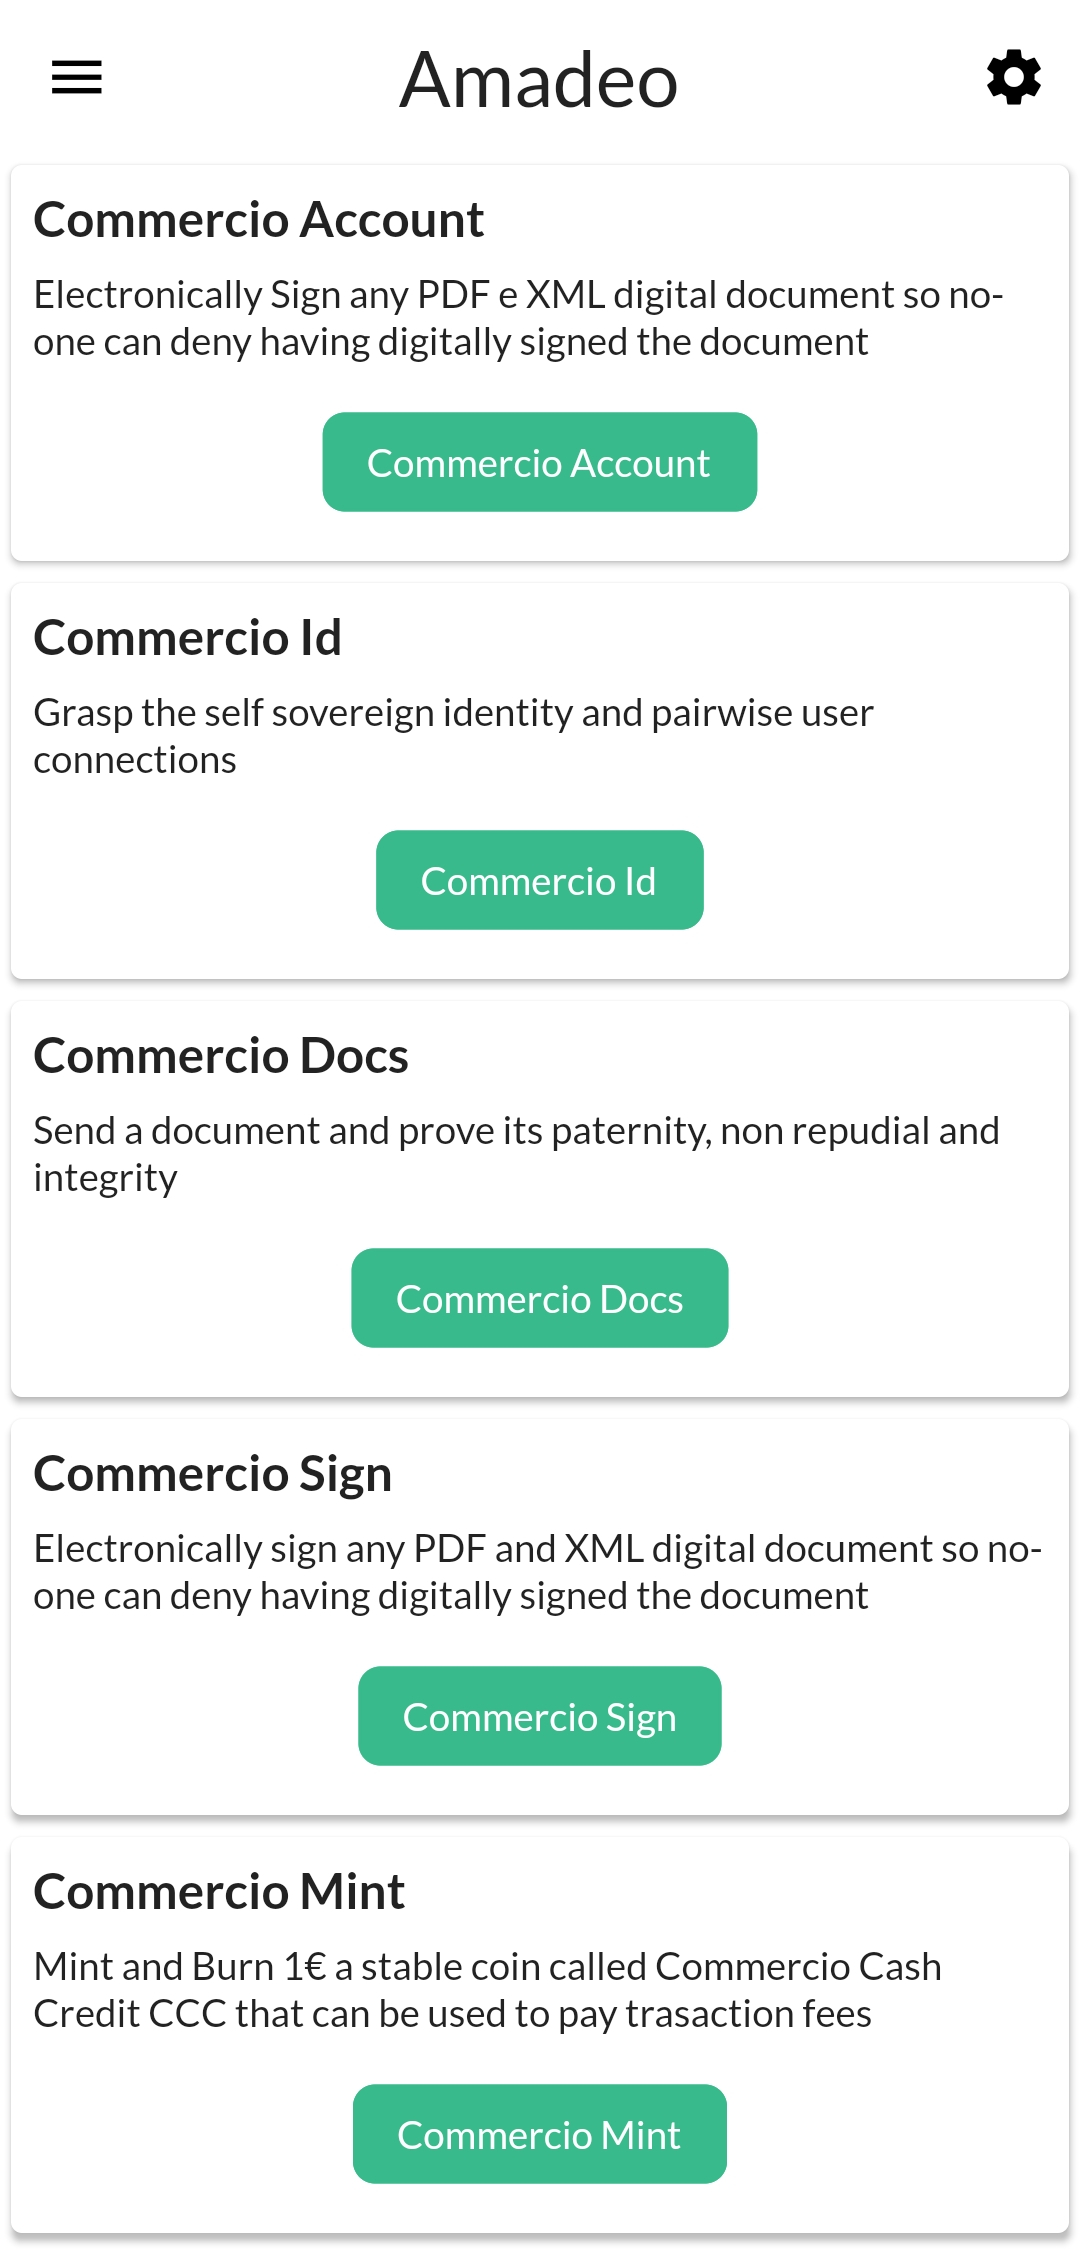 Amadeo
Commercio Account
Electronically Sign any PDF e XML digital document so no-
one can deny having digitally signed the document
Commercio Account
Commercio Id
Grasp the self sovereign identity and pairwise user
connections
Commercio Id
Commercio Docs
Send a document and prove its paternity, non repudial and
integrity
Commercio Docs
Commercio Sign
Electronically sign any PDF and XML digital document so no-
one can deny having digitally signed the document
Commercio Sign
Commercio Mint
Mint and Burn 1€ a stable coin called Commercio Cash
Credit CCC that can be used to pay trasaction fees
Commercio Mint